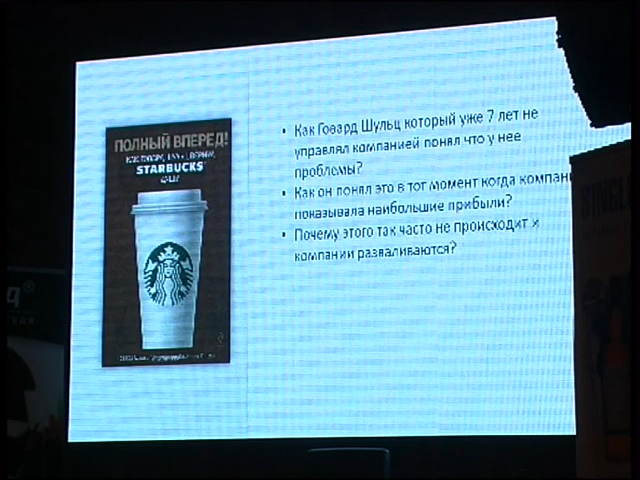 ПОЛНЫЙ ВПЕРЕД!
STARBUCKS
• Как Говард Шульц который уже 7 лет не
управлял компанией понял что у нее
проблемы?
• Как он понял это в тот момент когда компан
показывала наибольшие прибыли?
• Почему этого так часто не происходит и
компании разваливаются?